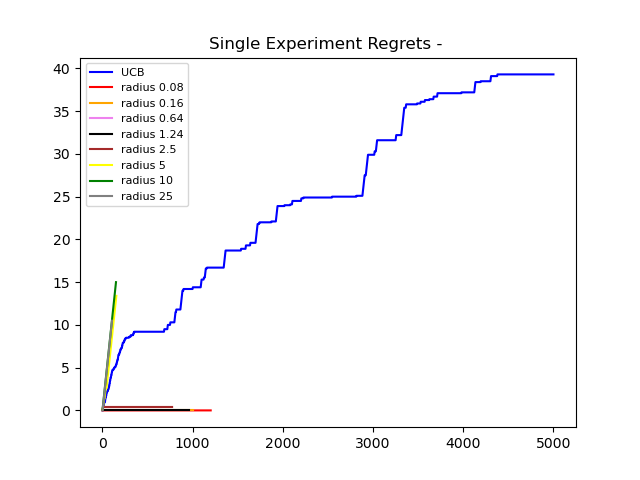 Single Experiment Regrets -
UCB
radius 0.08
radius 0.16
radius 0.64
radius 1.24
radius 2.5
radius 5
radius 10
radius 25
40
35
30
25
20
15
10
5
0
0 1000 2000 3000 4000 5000